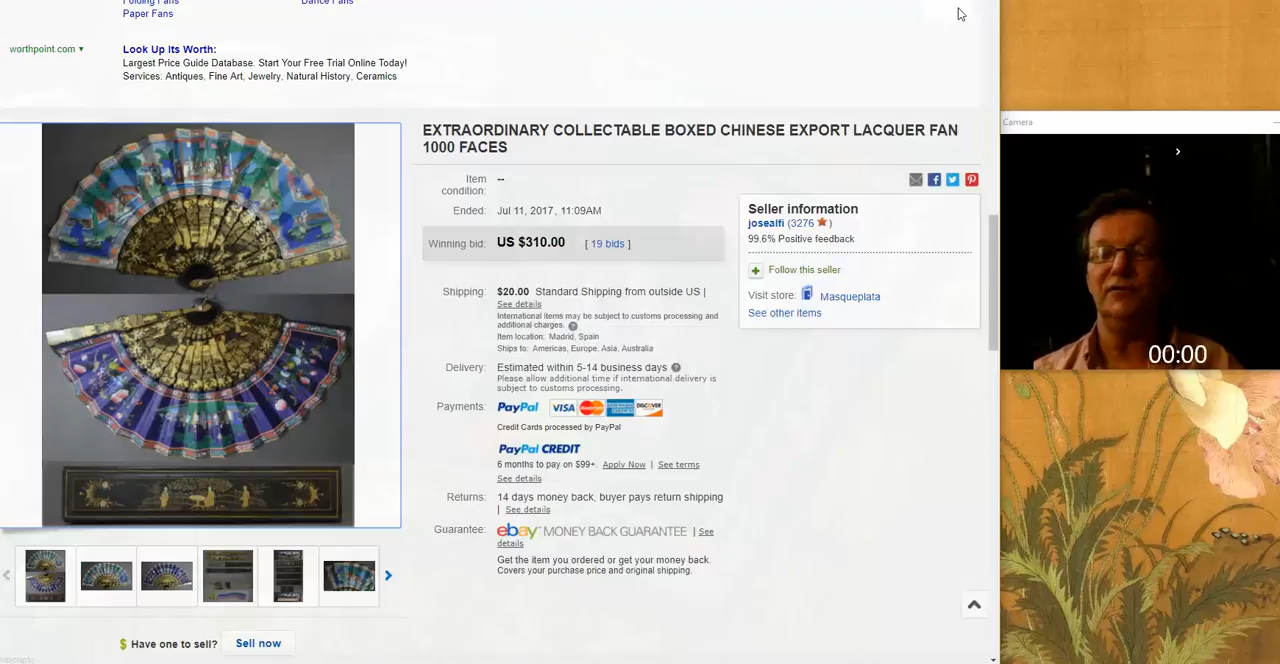 Folding Fans
Dance Fans
Paper Fans
worthpoint.com ▾
Look Up Its Worth:
Largest Price Guide Database. Start Your Free Trial Online Today!
Services: Antiques, Fine Art, Jewelry, Natural History, Ceramics
EXTRAORDINARY COLLECTABLE BOXED CHINESE EXPORT LACQUER FAN
1000 FACES
Item
condition:
--
Ended: Jul 11, 2017, 11:09AM
Winning bid: US $310.00 [ 19 bids ]
Shipping: $20.00 Standard Shipping from outside US |
See details
International items may be subject to customs processing and
additional charges. ?
Item location: Madrid, Spain
Ships to: Americas, Europe, Asia, Australia
Delivery: Estimated within 5-14 business days ?
Please allow additional time if international delivery is
subject to customs processing.
Payments: PayPal VISA MasterCard DISCOVER
Credit Cards processed by PayPal
PayPal CREDIT
6 months to pay on $99+. Apply Now | See terms
See details
Returns: 14 days money back, buyer pays return shipping
| See details
Guarantee: ebay MONEY BACK GUARANTEE | See
details
Get the item you ordered or get your money back.
Covers your purchase price and original shipping.
Seller information
josealfi (3276 )
99.6% Positive feedback
+ Follow this seller
Visit store: Masqueplata
See other items
$ Have one to sell? Sell now
Camera
00:00